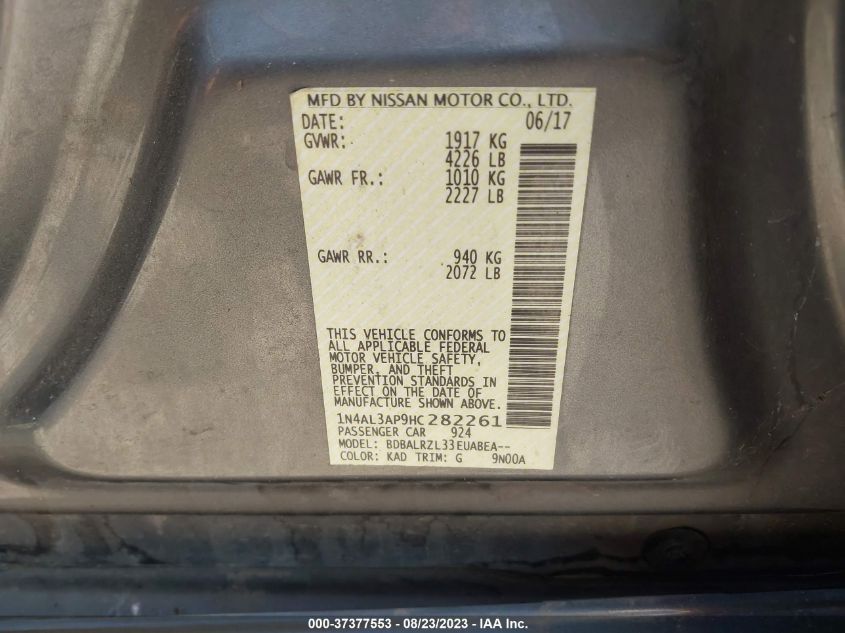 MFD BY NISSAN MOTOR CO., LTD.
DATE: 06/17
GVWR: 1917 KG
4226 LB
GAWR FR.: 1010 KG
2227 LB
GAWR RR.: 940 KG
2072 LB
THIS VEHICLE CONFORMS TO
ALL APPLICABLE FEDERAL
MOTOR VEHICLE SAFETY,
BUMPER, AND THEFT
PREVENTION STANDARDS IN
EFFECT ON THE DATE OF
MANUFACTURE SHOWN ABOVE.
1N4AL3AP9HC282261
PASSENGER CAR 924
MODEL: BDBALRZL33EUABEA--
COLOR: KAD TRIM: G 9N00A
000-37377553 - 08/23/2023 - IAA Inc.